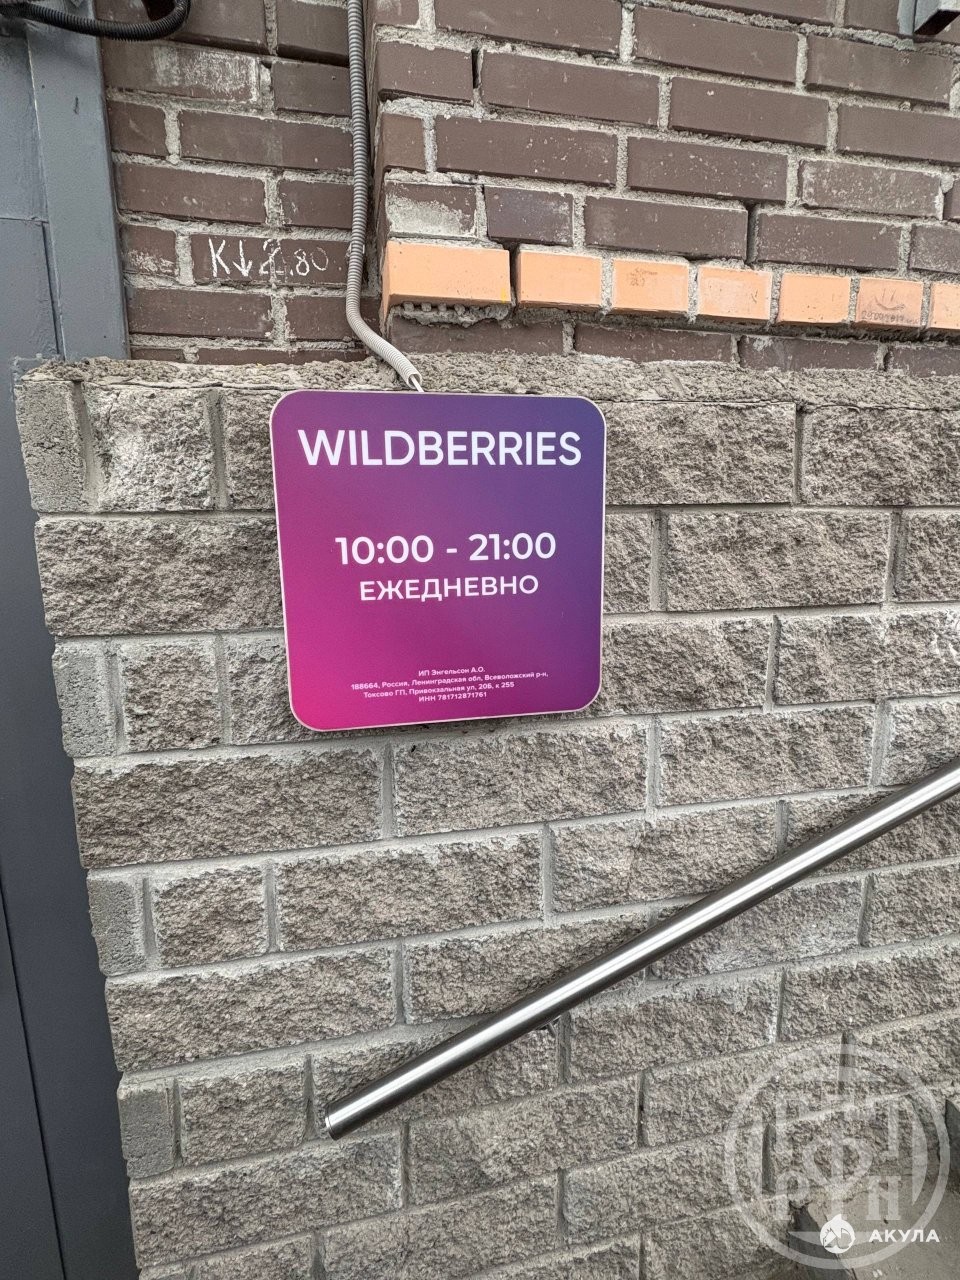 К↓2.80
WILDBERRIES
10:00 - 21:00
ЕЖЕДНЕВНО
ИП Энгельсон А.О.
188664, Россия, Ленинградская обл, Всеволожский р-н,
Токсово ГП, Привокзальная ул, 20Б, к 255
ИНН 781712871761
АКУЛА